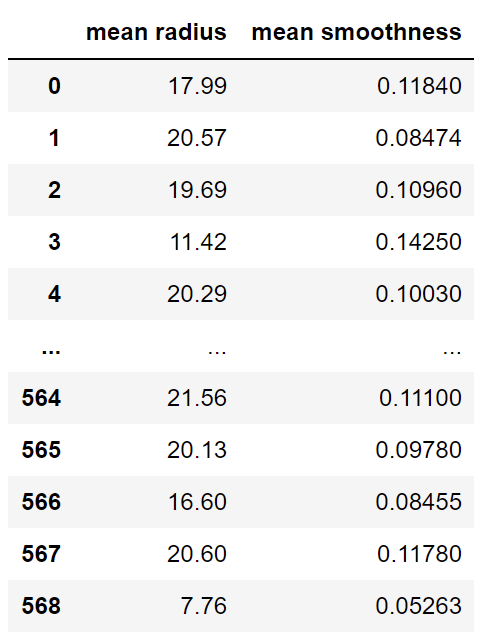 mean radius mean smoothness
0 17.99 0.11840
1 20.57 0.08474
2 19.69 0.10960
3 11.42 0.14250
4 20.29 0.10030
... ... ...
564 21.56 0.11100
565 20.13 0.09780
566 16.60 0.08455
567 20.60 0.11780
568 7.76 0.05263